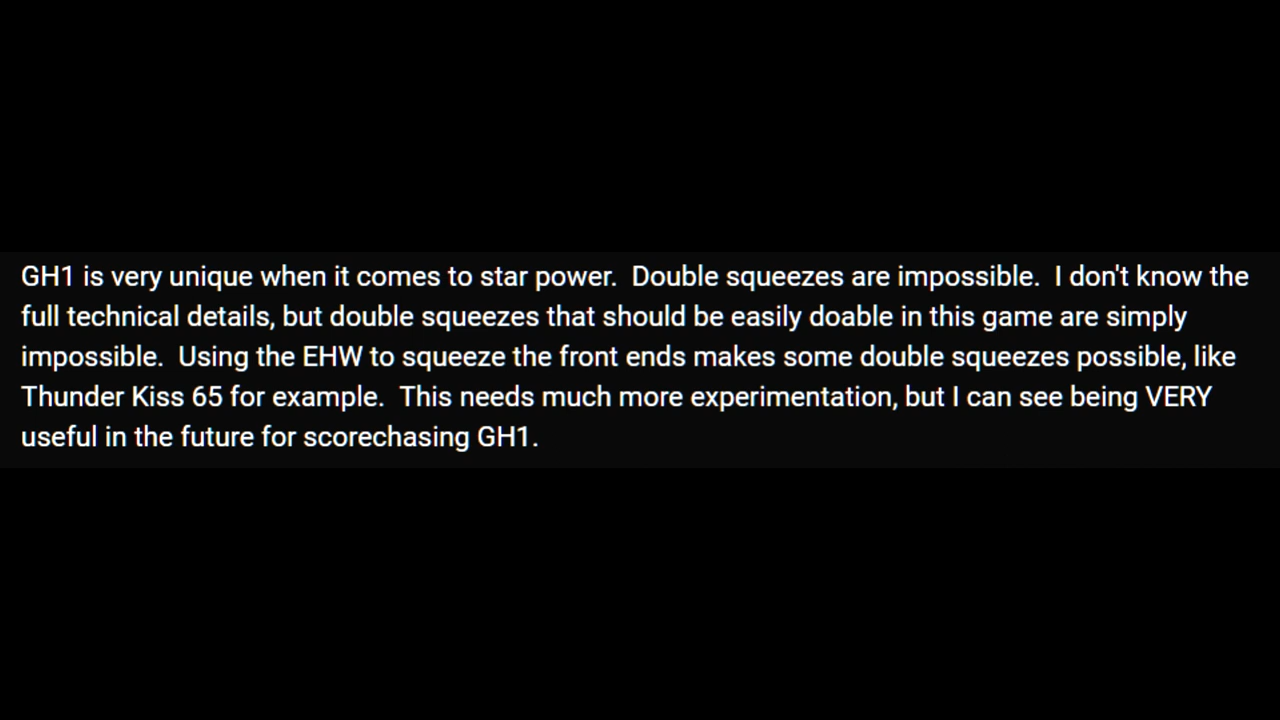 GH1 is very unique when it comes to star power.  Double squeezes are impossible.  I don't know the
full technical details, but double squeezes that should be easily doable in this game are simply
impossible.  Using the EHW to squeeze the front ends makes some double squeezes possible, like
Thunder Kiss 65 for example.  This needs much more experimentation, but I can see being VERY
useful in the future for scorechasing GH1.